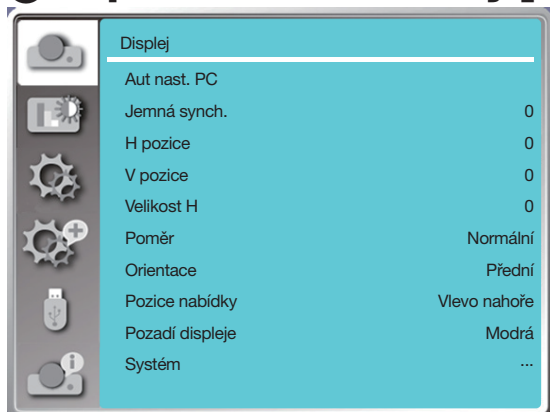 Displej
Aut nast. PC
Jemná synch. 0
H pozice 0
V pozice 0
Velikost H 0
Poměr Normální
Orientace Přední
Pozice nabídky Vlevo nahoře
Pozadí displeje Modrá
Systém ...